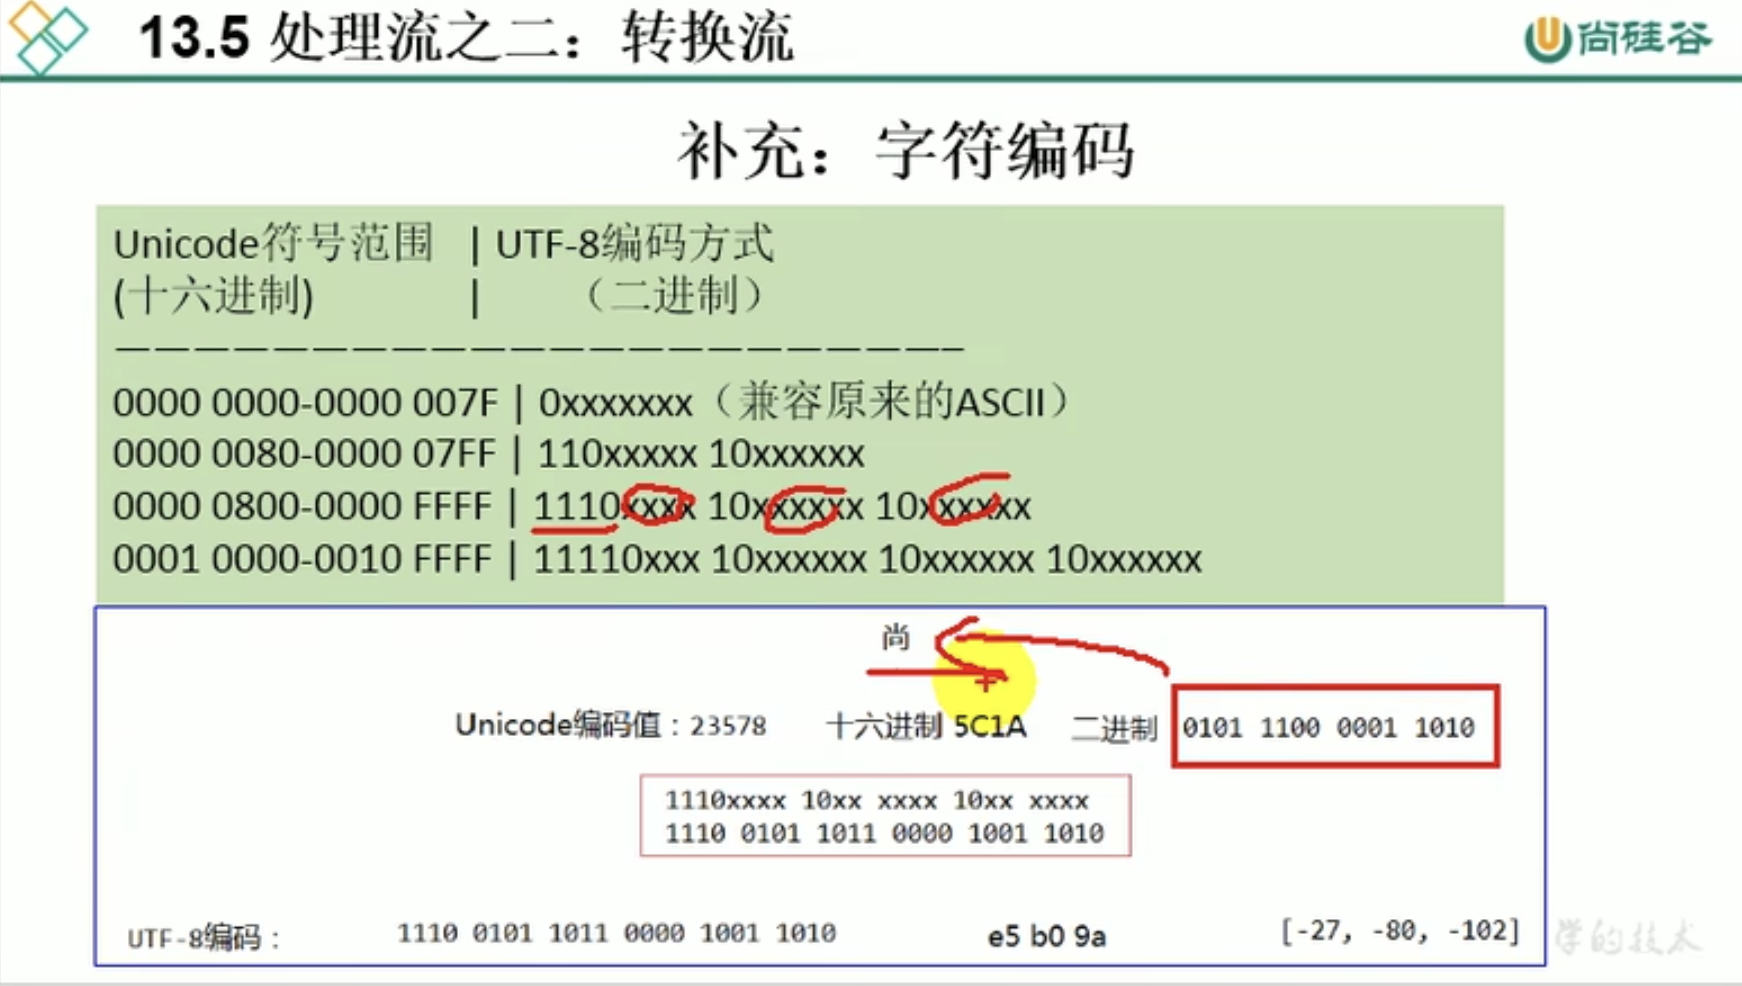 13.5 处理流之二：转换流
尚硅谷
补充：字符编码
Unicode符号范围 | UTF-8编码方式
(十六进制) | （二进制）
———————————————————————
0000 0000-0000 007F | 0xxxxxxx（兼容原来的ASCII）
0000 0080-0000 07FF | 110xxxxx 10xxxxxx
0000 0800-0000 FFFF | 1110xxxx 10xxxxxx 10xxxxxx
0001 0000-0010 FFFF | 11110xxx 10xxxxxx 10xxxxxx 10xxxxxx
尚
Unicode编码值：23578 十六进制 5C1A 二进制 0101 1100 0001 1010
1110xxxx 10xx xxxx 10xx xxxx
1110 0101 1011 0000 1001 1010
UTF-8编码： 1110 0101 1011 0000 1001 1010 e5 b0 9a [-27, -80, -102]
学的技术